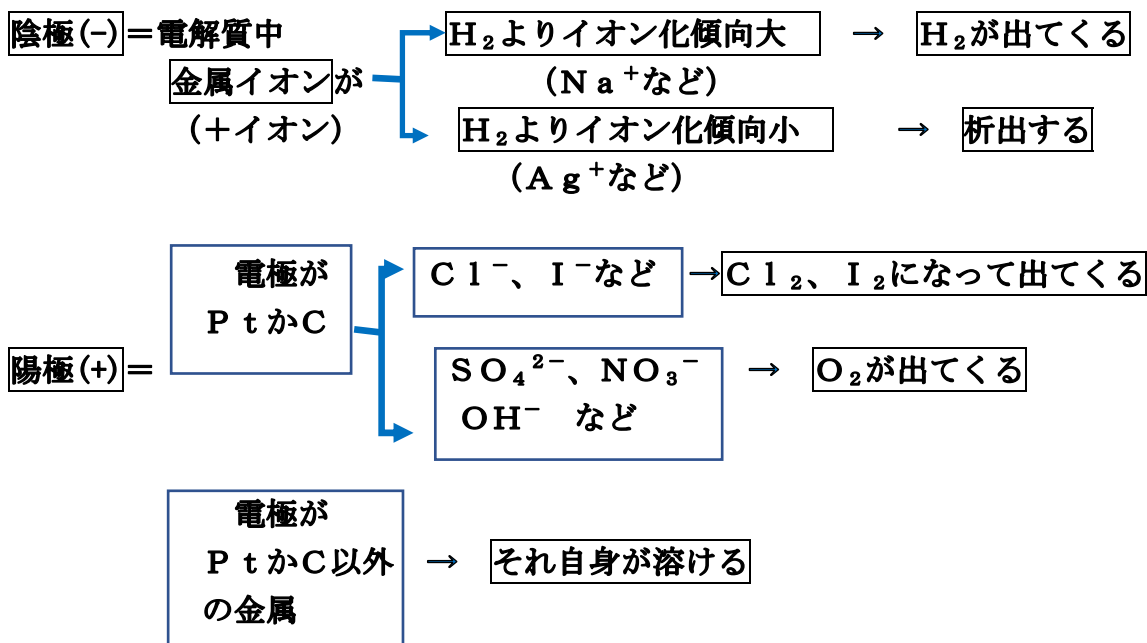 陰極(-)=電解質中 H₂よりイオン化傾向大 → H₂が出てくる
金属イオンが (Na⁺など)
(+イオン) H₂よりイオン化傾向小 → 析出する
(Ag⁺など)
電極が Cl⁻、I⁻など →Cl₂、I₂になって出てくる
PtかC
陽極(+)= SO₄²⁻、NO₃⁻ → O₂が出てくる
OH⁻ など
電極が
PtかC以外 → それ自身が溶ける
の金属